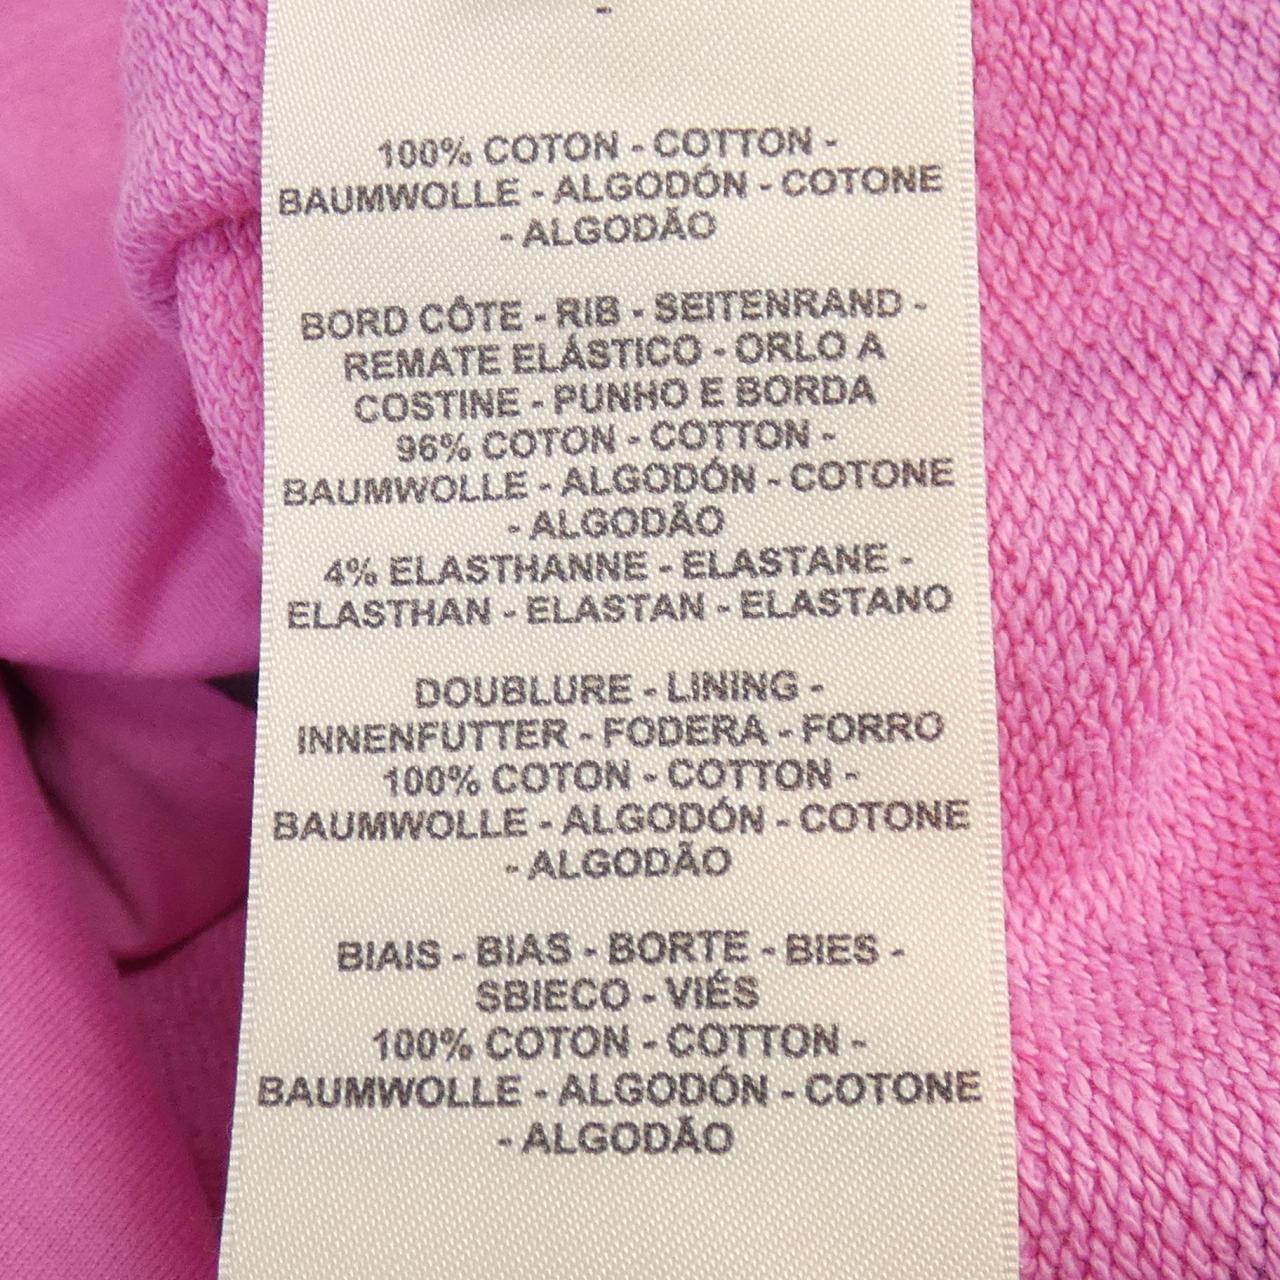 100% COTON - COTTON -
BAUMWOLLE - ALGODÓN - COTONE
- ALGODÃO
BORD CÔTE - RIB - SEITENRAND -
REMATE ELÁSTICO - ORLO A
COSTINE - PUNHO E BORDA
96% COTON - COTTON -
BAUMWOLLE - ALGODÓN - COTONE
- ALGODÃO
4% ELASTHANNE - ELASTANE -
ELASTHAN - ELASTAN - ELASTANO
DOUBLURE - LINING -
INNENFUTTER - FODERA - FORRO
100% COTON - COTTON -
BAUMWOLLE - ALGODÓN - COTONE
- ALGODÃO
BIAIS - BIAS - BORTE - BIES -
SBIECO - VIÉS
100% COTON - COTTON -
BAUMWOLLE - ALGODÓN - COTONE
- ALGODÃO